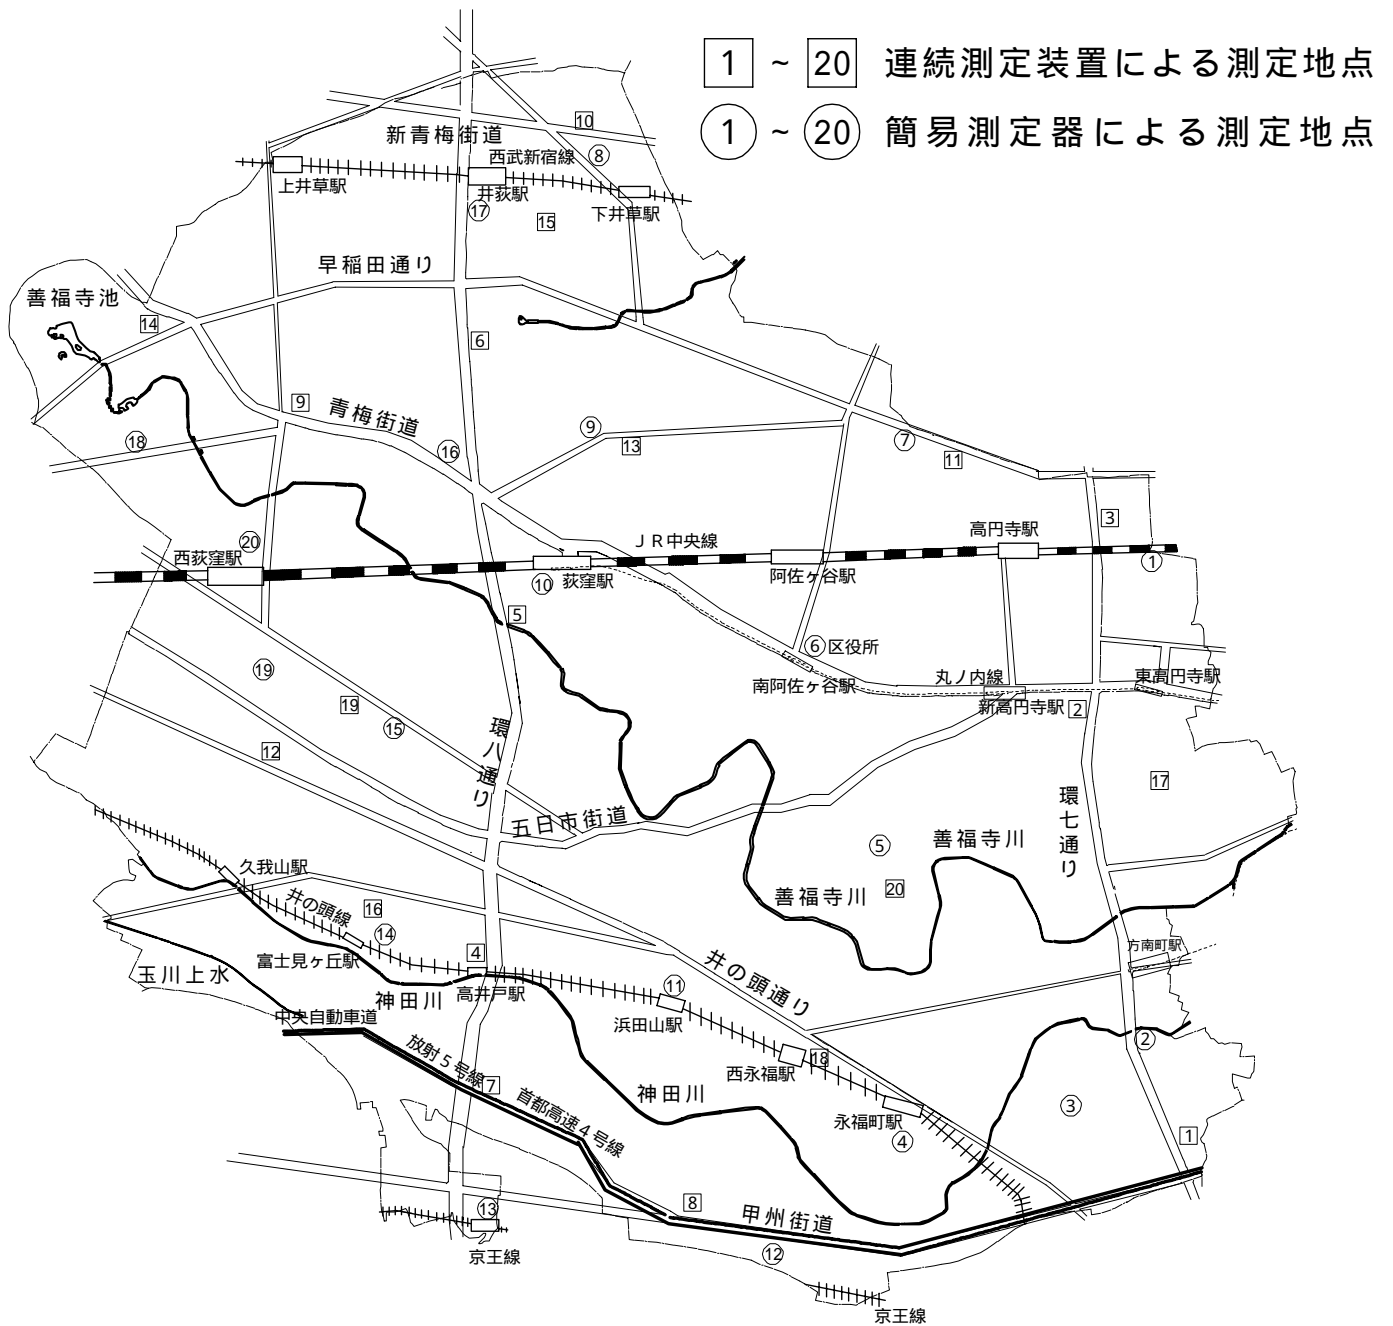 1 ~ 20 連続測定装置による測定地点
① ~ ⑳ 簡易測定器による測定地点
10
新青梅街道
西武新宿線
⑧
上井草駅
井荻駅
下井草駅
⑰
15
早稲田通り
善福寺池
14
6
9
青梅街道
⑨
⑱
⑯
13
⑦
11
3
高円寺駅
JR中央線
⑳
西荻窪駅
⑩
荻窪駅
阿佐ヶ谷駅
①
5
⑥区役所
⑲
南阿佐ヶ谷駅
丸ノ内線
東高円寺駅
新高円寺駅
2
19
⑮
12
環八通り
17
環七通り
五日市街道
⑤
善福寺川
20
善福寺川
久我山駅
井の頭線
16
⑭
富士見ヶ丘駅
4
高井戸駅
方南町駅
玉川上水
神田川
井の頭通り
⑪
浜田山駅
中央自動車道
放射5号線
7
首都高速4号線
18
西永福駅
②
神田川
③
永福町駅
④
1
8
⑬
甲州街道
⑫
京王線
京王線